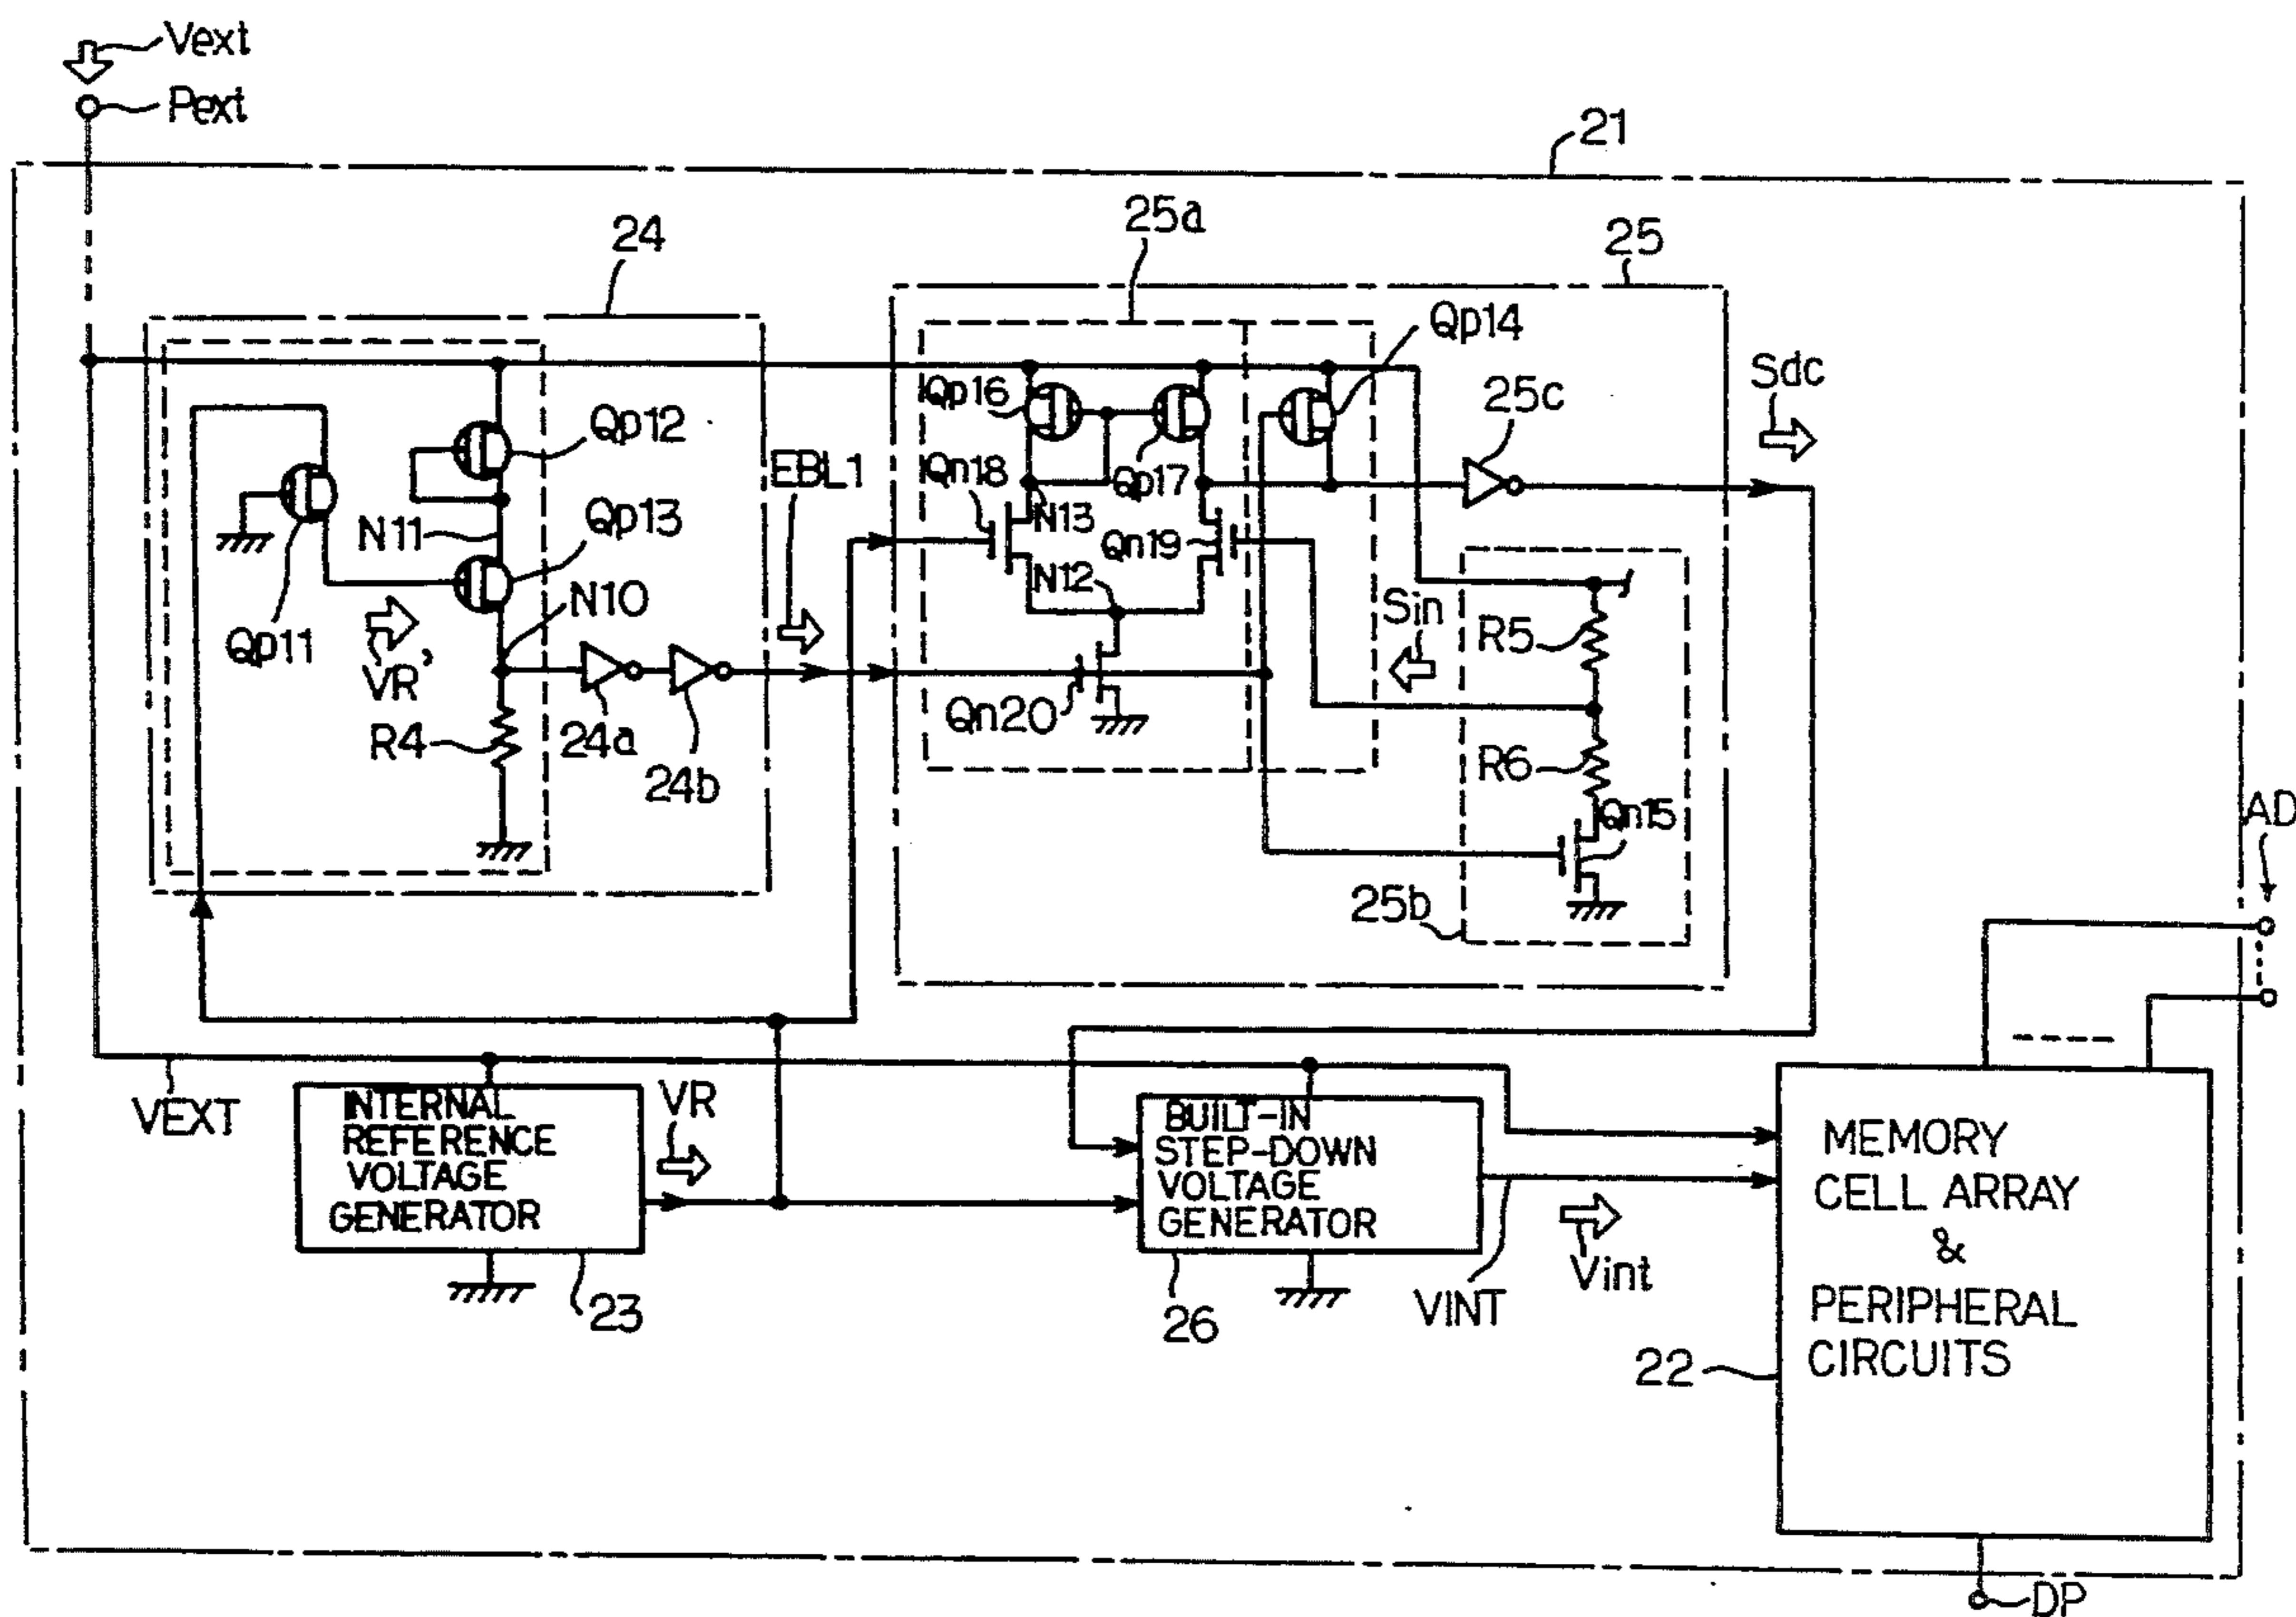 Vext
Pext
21
24
25a
25
Qp14
Sdc
Qp16
25c
Qp12
Qn18
Qp17
EBL1
N11
Qp13
N13
Qn19
N12
Sin
N10
R5
Qp11
VR'
Qn20
R4
24a
24b
R6
Qn15
AD
25b
VEXT
INTERNAL
REFERENCE
VOLTAGE
GENERATOR
VR
BUILT-IN
STEP-DOWN
VOLTAGE
GENERATOR
MEMORY
CELL ARRAY
&
PERIPHERAL
CIRCUITS
23
26
VINT
Vint
22
DP